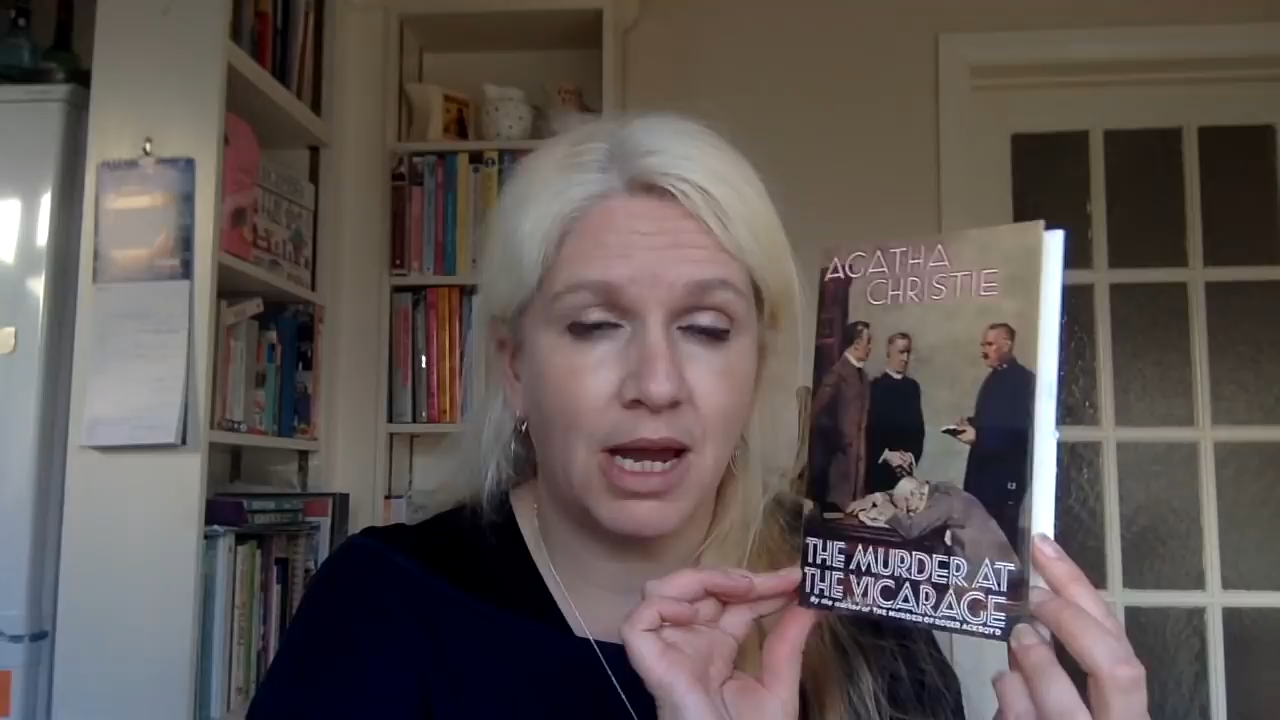 AGATHA
CHRISTIE
THE MURDER AT
THE VICARAGE
By the author of THE MURDER OF ROGER ACKROYD